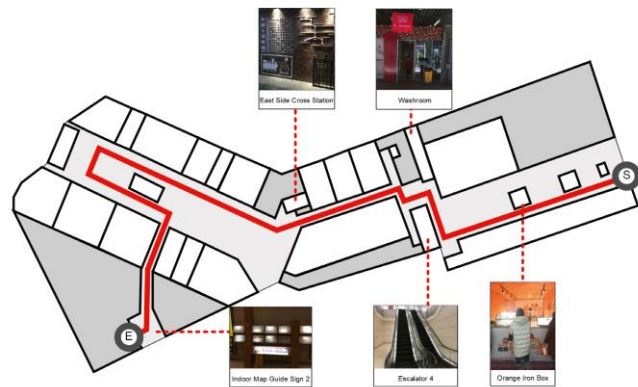 East Side Cross Station
Washroom
S
E
Indoor Map Guide Sign 2
Escalator 4
Orange Iron Box